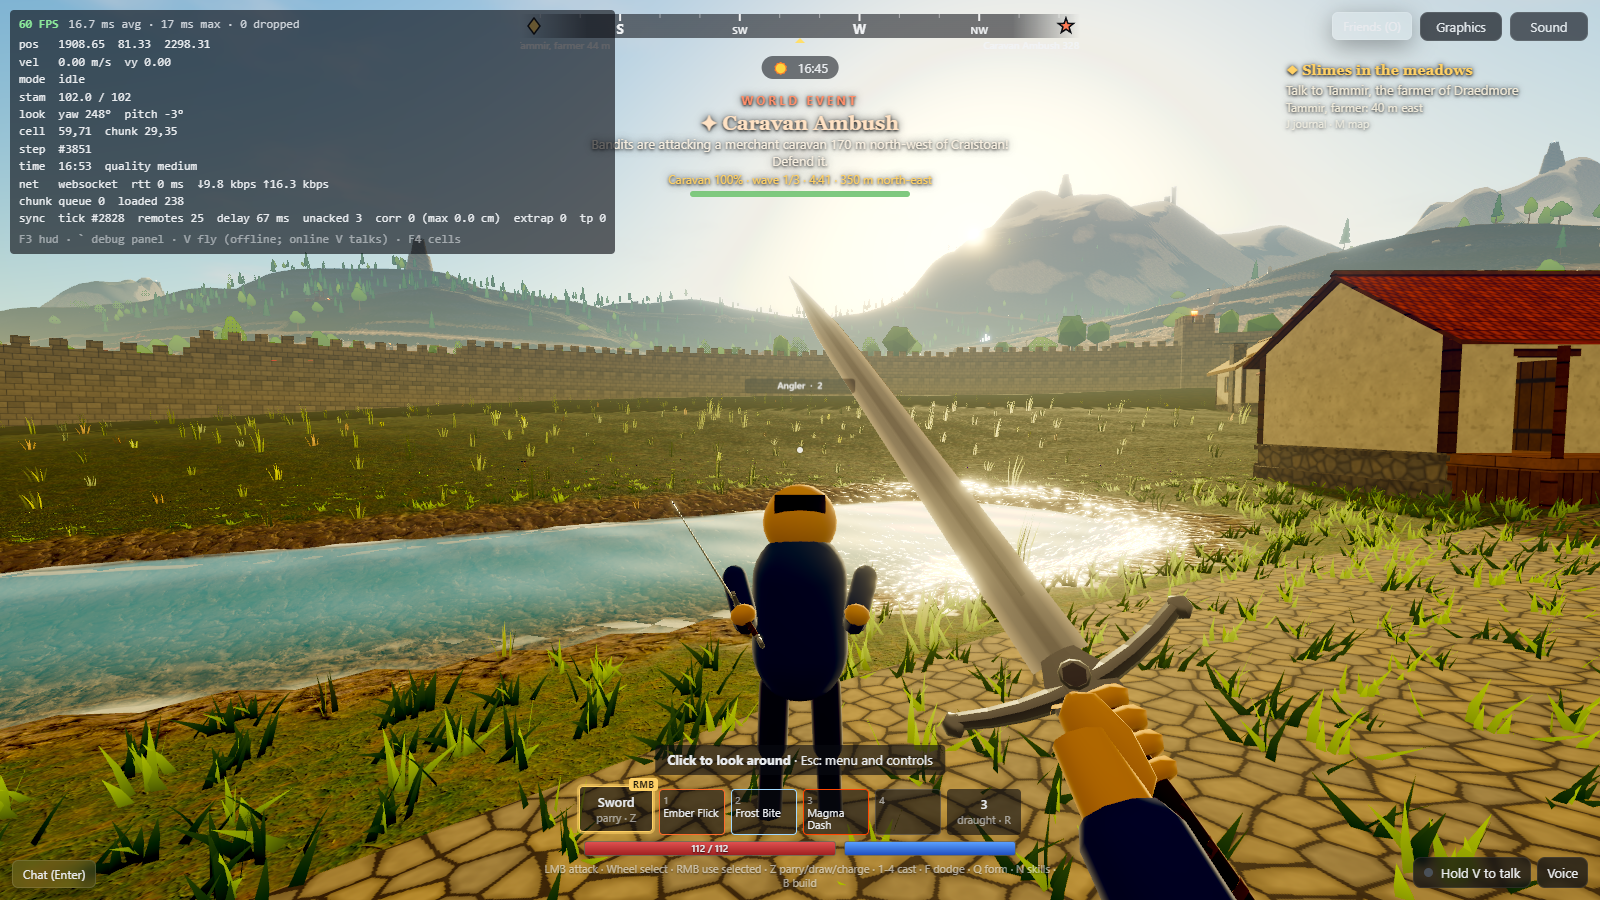 60 FPS 16.7 ms avg · 17 ms max · 0 dropped
pos 1908.65 81.33 2298.31
vel 0.00 m/s vy 0.00
mode idle
stam 102.0 / 102
look yaw 248° pitch -3°
cell 59,71 chunk 29,35
step #3851
time 16:53 quality medium
net websocket rtt 0 ms ↓9.8 kbps ↑16.3 kbps
chunk queue 0 loaded 238
sync tick #2828 remotes 25 delay 67 ms unacked 3 corr 0 (max 0.0 cm) extrap 0 tp 0
F3 hud · ` debug panel · V fly (offline; online V talks) · F4 cells
S SW W NW
ammir, farmer 44 m
16:45
WORLD EVENT
✦ Caravan Ambush
Bandits are attacking a merchant caravan 170 m north-west of Craistoan!
Defend it.
Caravan 100% · wave 1/3 · 4:41 · 350 m north-east
Friends (O)
Graphics
Sound
✦ Slimes in the meadows
Talk to Tammir, the farmer of Draedmore
Tammir, farmer: 40 m east
J journal · M map
Angler · 2
Click to look around · Esc: menu and controls
RMB
Sword
parry · Z
1
Ember Flick
2
Frost Bite
3
Magma
Dash
4
3
draught · R
112 / 112
LMB attack · Wheel select · RMB use selected · Z parry/draw/charge · 1-4 cast · F dodge · Q form · N skills ·
B build
Chat (Enter)
Hold V to talk
Voice